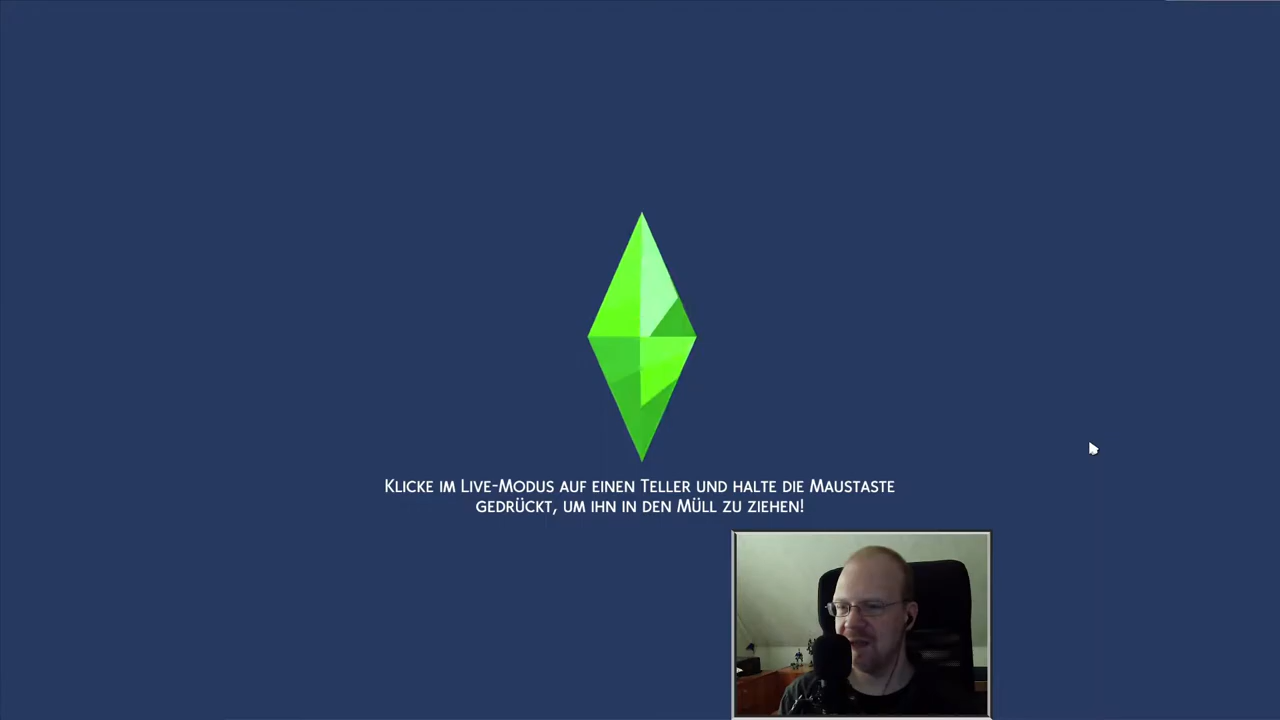 Klicke im Live-Modus auf einen Teller und halte die Maustaste
gedrückt, um ihn in den Müll zu ziehen!